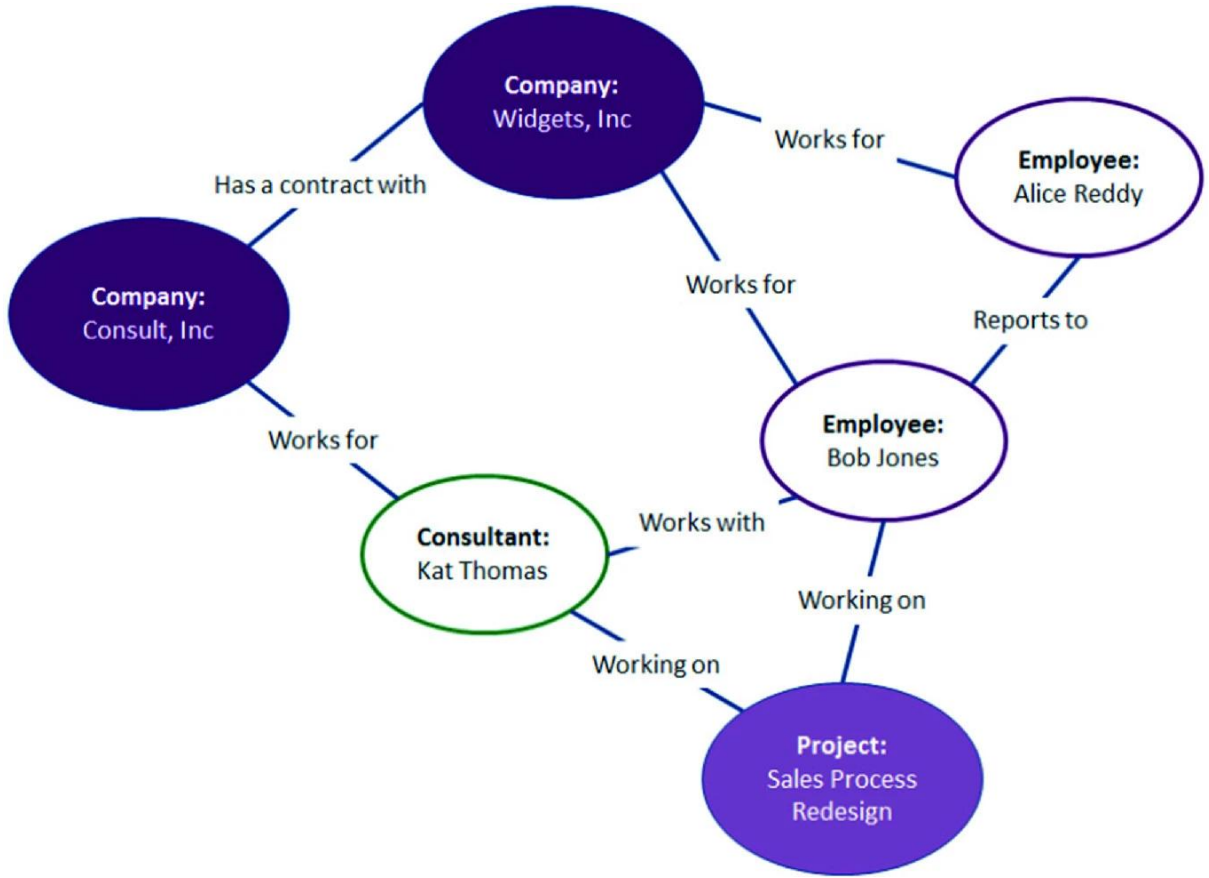 Company:
Widgets, Inc
Works for
Employee:
Alice Reddy
Has a contract with
Company:
Consult, Inc
Works for
Reports to
Employee:
Bob Jones
Works for
Works with
Consultant:
Kat Thomas
Working on
Working on
Project:
Sales Process
Redesign